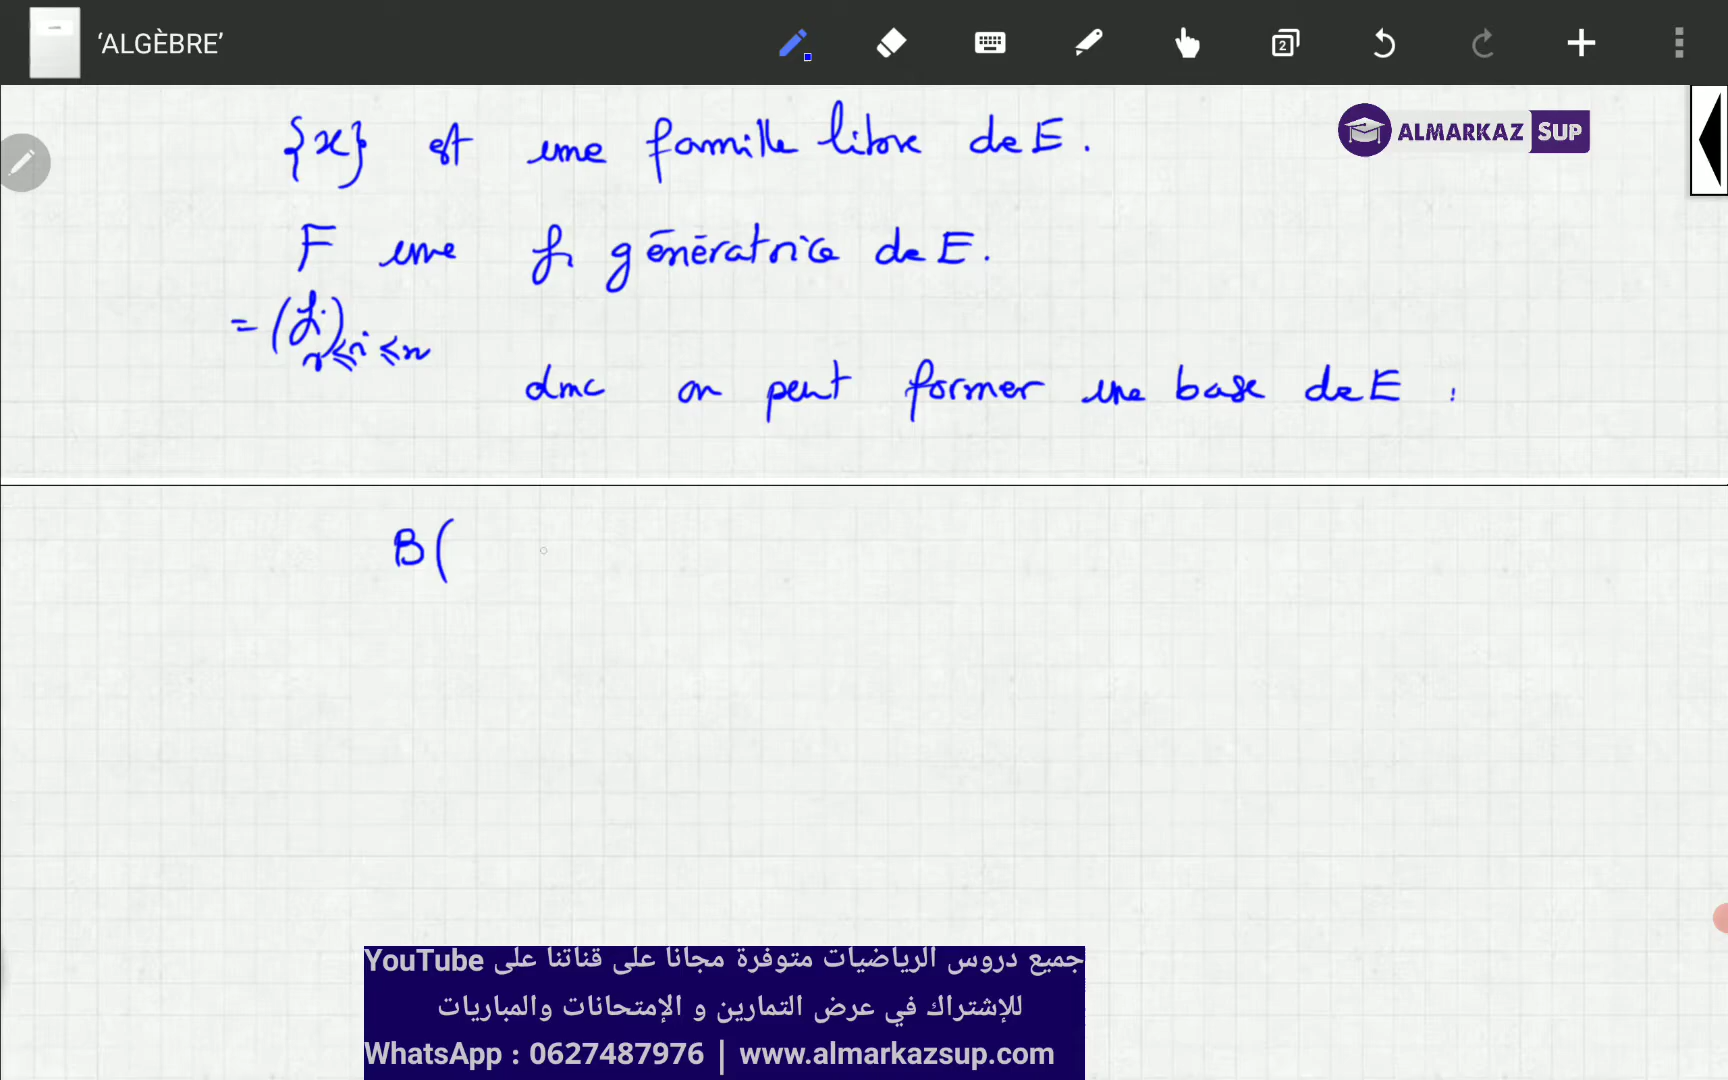 ‘ALGÈBRE’
2
ALMARKAZ SUP
{x} est une famille libre de E.
F une f génératrice de E.
= (fi) 1≤i≤n
donc on peut former une base de E :
B(
جميع دروس الرياضيات متوفرة مجانا على قناتنا على YouTube
للإشتراك في عرض التمارين و الإمتحانات والمباريات
WhatsApp : 0627487976 | www.almarkazsup.com